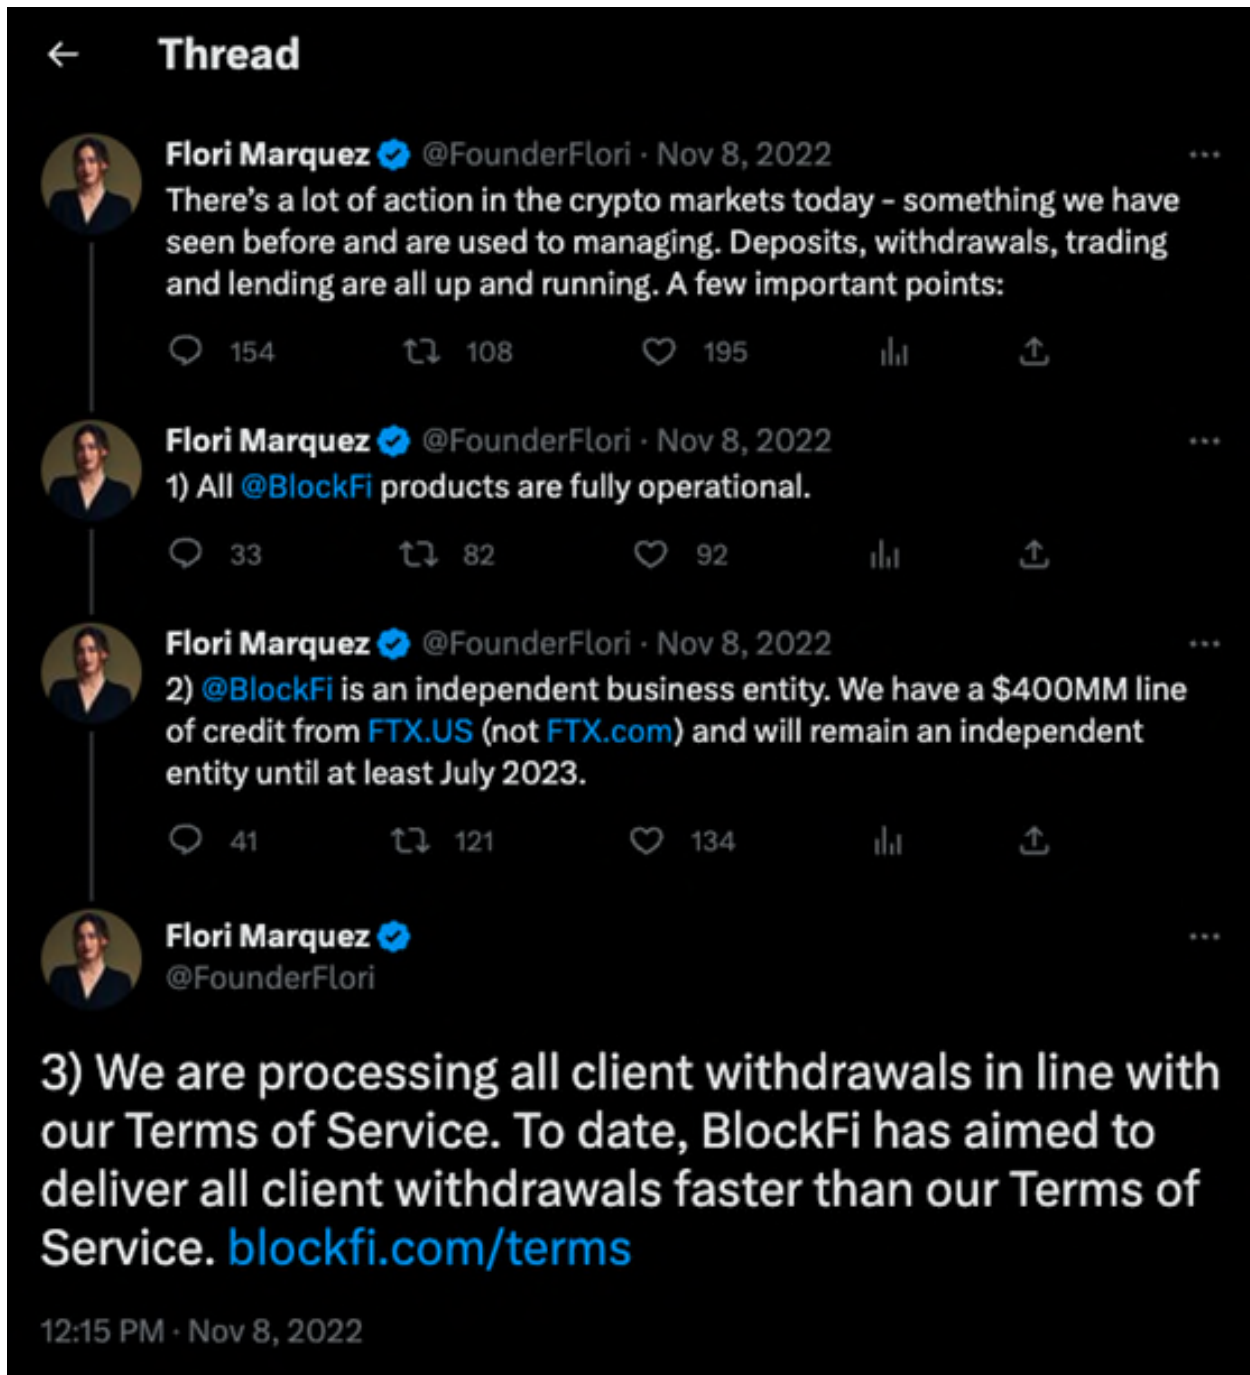 Thread
Flori Marquez @FounderFlori · Nov 8, 2022
There's a lot of action in the crypto markets today – something we have
seen before and are used to managing. Deposits, withdrawals, trading
and lending are all up and running. A few important points:
154 108 195
Flori Marquez @FounderFlori · Nov 8, 2022
1) All @BlockFi products are fully operational.
33 82 92
Flori Marquez @FounderFlori · Nov 8, 2022
2) @BlockFi is an independent business entity. We have a $400MM line
of credit from FTX.US (not FTX.com) and will remain an independent
entity until at least July 2023.
41 121 134
Flori Marquez
@FounderFlori
3) We are processing all client withdrawals in line with
our Terms of Service. To date, BlockFi has aimed to
deliver all client withdrawals faster than our Terms of
Service. blockfi.com/terms
12:15 PM · Nov 8, 2022